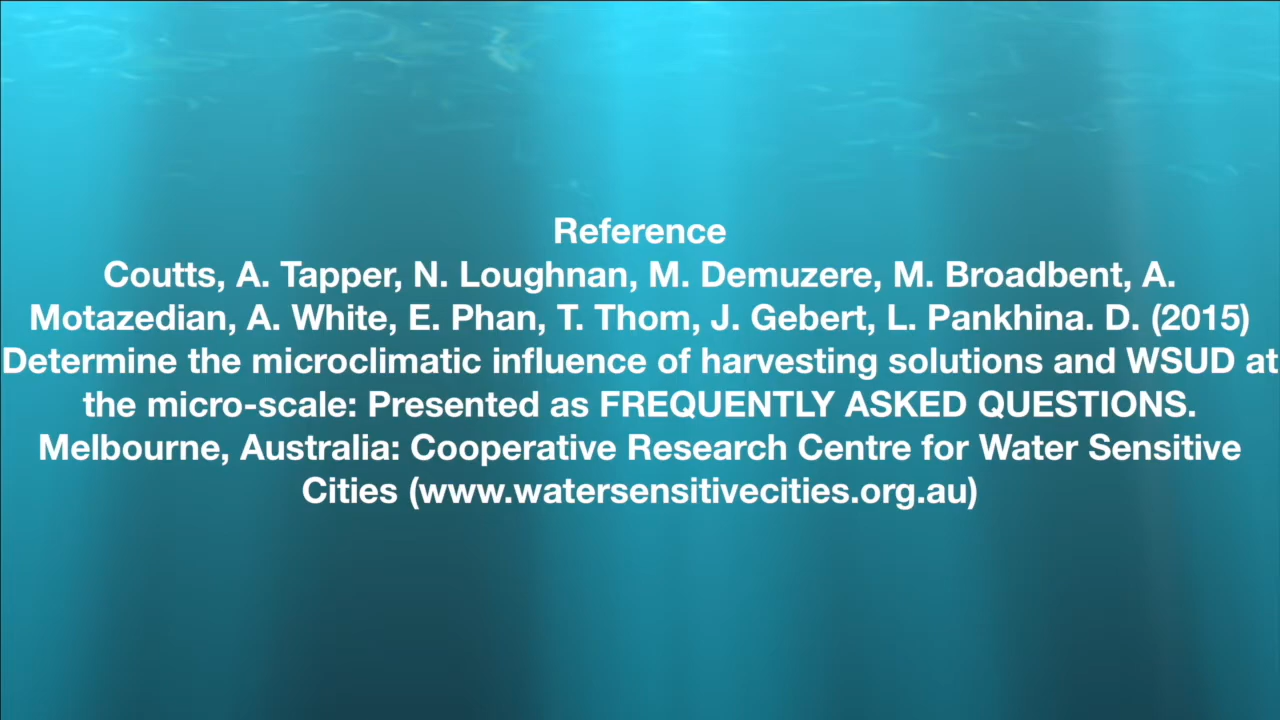 Reference
Coutts, A. Tapper, N. Loughnan, M. Demuzere, M. Broadbent, A.
Motazedian, A. White, E. Phan, T. Thom, J. Gebert, L. Pankhina. D. (2015)
Determine the microclimatic influence of harvesting solutions and WSUD at
the micro-scale: Presented as FREQUENTLY ASKED QUESTIONS.
Melbourne, Australia: Cooperative Research Centre for Water Sensitive
Cities (www.watersensitivecities.org.au)